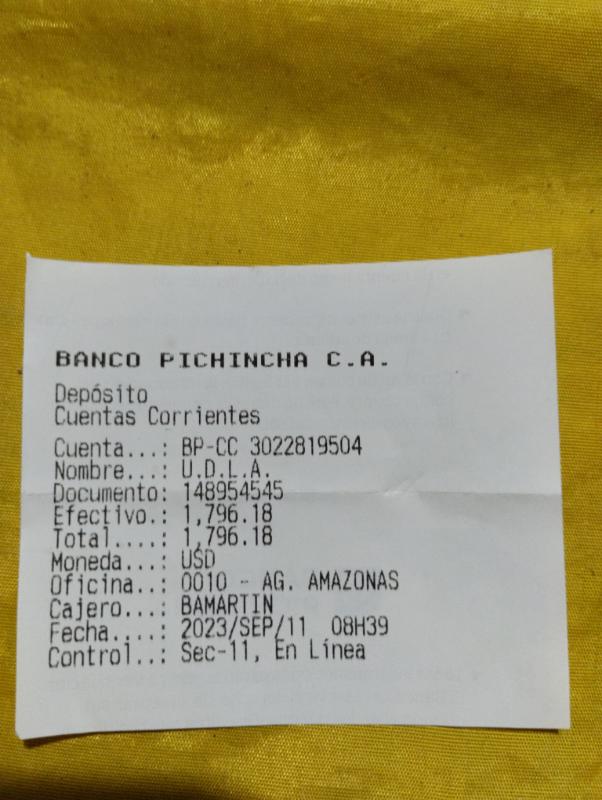 BANCO PICHINCHA C.A.
Depósito
Cuentas Corrientes
Cuenta...: BP-CC 3022819504
Nombre...: U.D.L.A.
Documento: 148954545
Efectivo.: 1,796.18
Total....: 1,796.18
Moneda...: USD
Oficina..: 0010 - AG. AMAZONAS
Cajero...: BAMARTIN
Fecha....: 2023/SEP/11 08H39
Control..: Sec-11, En Línea